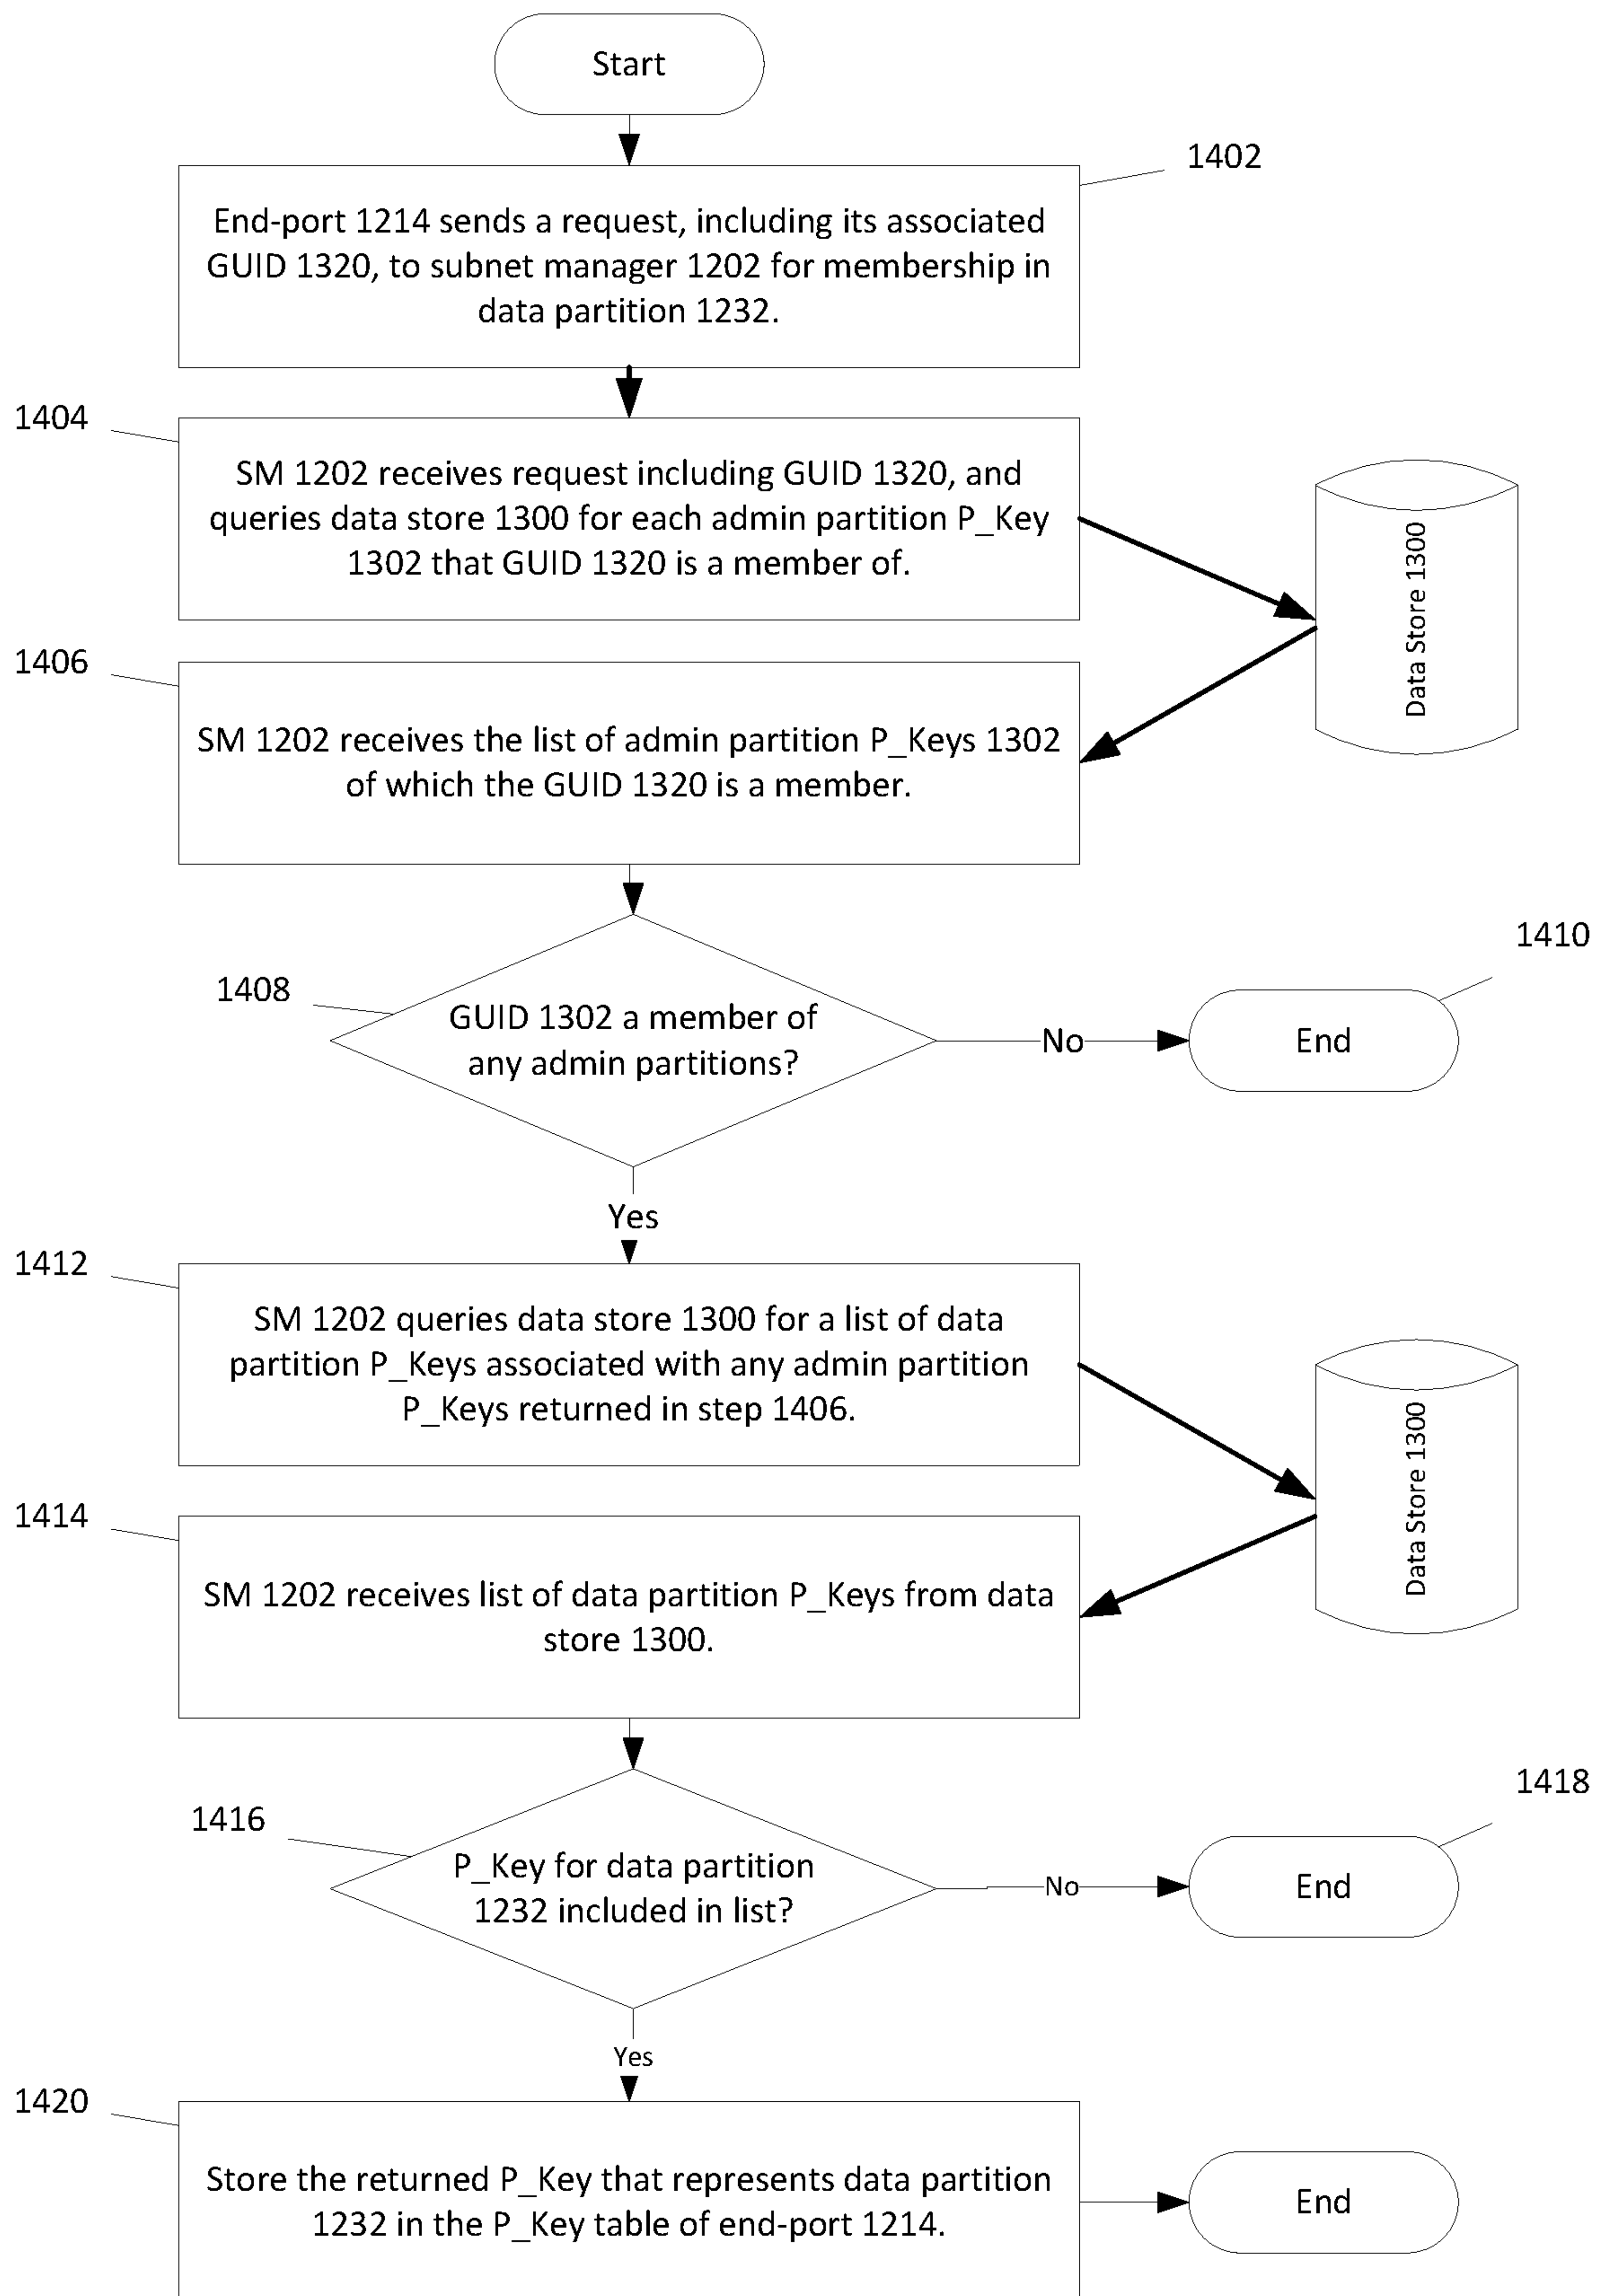 Start
1402
End-port 1214 sends a request, including its associated
GUID 1320, to subnet manager 1202 for membership in
data partition 1232.
1404
SM 1202 receives request including GUID 1320, and
queries data store 1300 for each admin partition P_Key
1302 that GUID 1320 is a member of.
Data Store 1300
1406
SM 1202 receives the list of admin partition P_Keys 1302
of which the GUID 1320 is a member.
1408
GUID 1302 a member of
any admin partitions?
No
1410
End
Yes
1412
SM 1202 queries data store 1300 for a list of data
partition P_Keys associated with any admin partition
P_Keys returned in step 1406.
Data Store 1300
1414
SM 1202 receives list of data partition P_Keys from data
store 1300.
1416
P_Key for data partition
1232 included in list?
No
1418
End
Yes
1420
Store the returned P_Key that represents data partition
1232 in the P_Key table of end-port 1214.
End